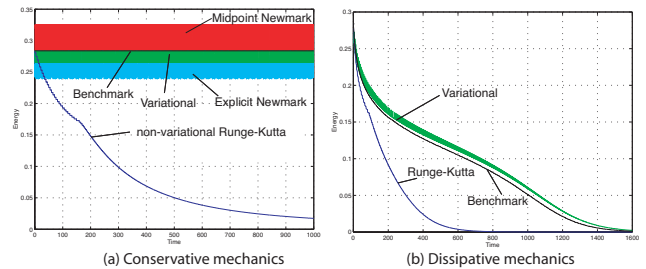 0.35
0.3
0.25
0.2
0.15
0.1
0.05
0
Energy
Midpoint Newmark
Benchmark
Variational
Explicit Newmark
non-variational Runge-Kutta
0 100 200 300 400 500 600 700 800 900 1000
Time
(a) Conservative mechanics
0.3
0.25
0.2
0.15
0.1
0.05
0
Energy
Variational
Runge-Kutta
Benchmark
0 200 400 600 800 1000 1200 1400 1600
Time
(b) Dissipative mechanics